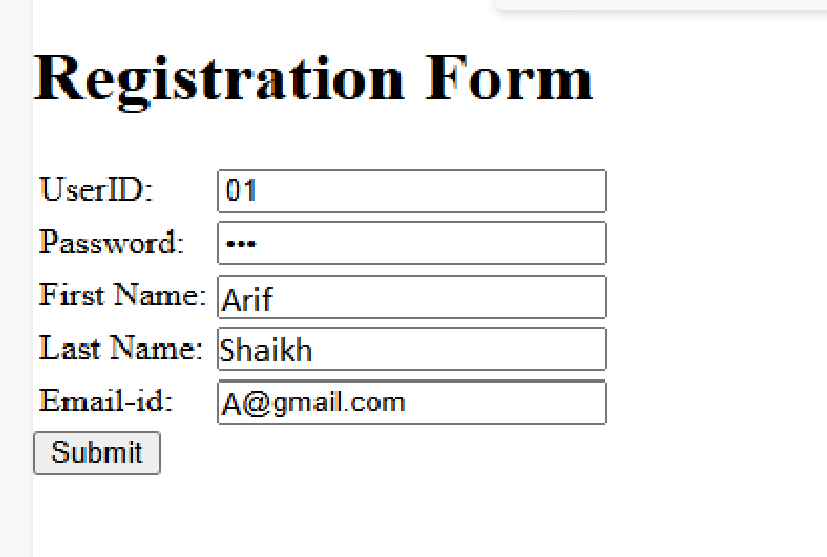 Registration Form
UserID: 01
Password: •••
First Name: Arif
Last Name: Shaikh
Email-id: A@gmail.com
Submit